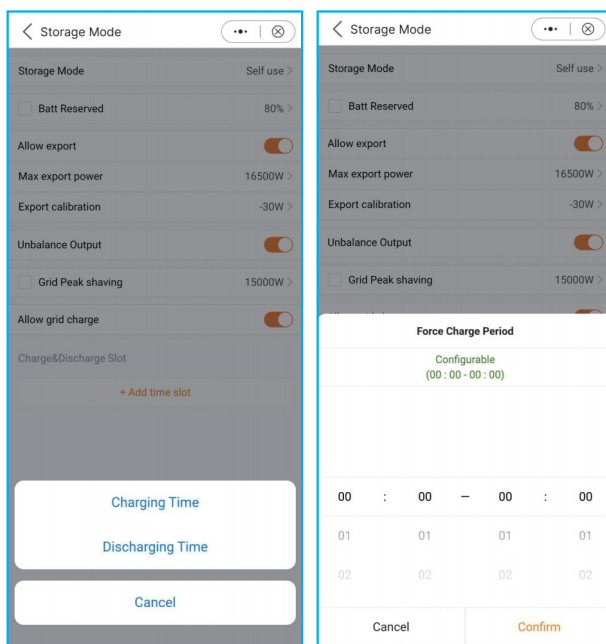 Storage Mode
Storage Mode Self use >
Batt Reserved 80% >
Allow export
Max export power 16500W >
Export calibration -30W >
Unbalance Output
Grid Peak shaving 15000W >
Allow grid charge
Charge&Discharge Slot
+ Add time slot
Charging Time
Discharging Time
Cancel
Storage Mode
Storage Mode Self use >
Batt Reserved 80% >
Allow export
Max export power 16500W >
Export calibration -30W >
Unbalance Output
Grid Peak shaving 15000W >
Force Charge Period
Configurable
(00 : 00 - 00 : 00)
00 : 00 – 00 : 00
01 01 01 01
02 02 02 02
Cancel Confirm